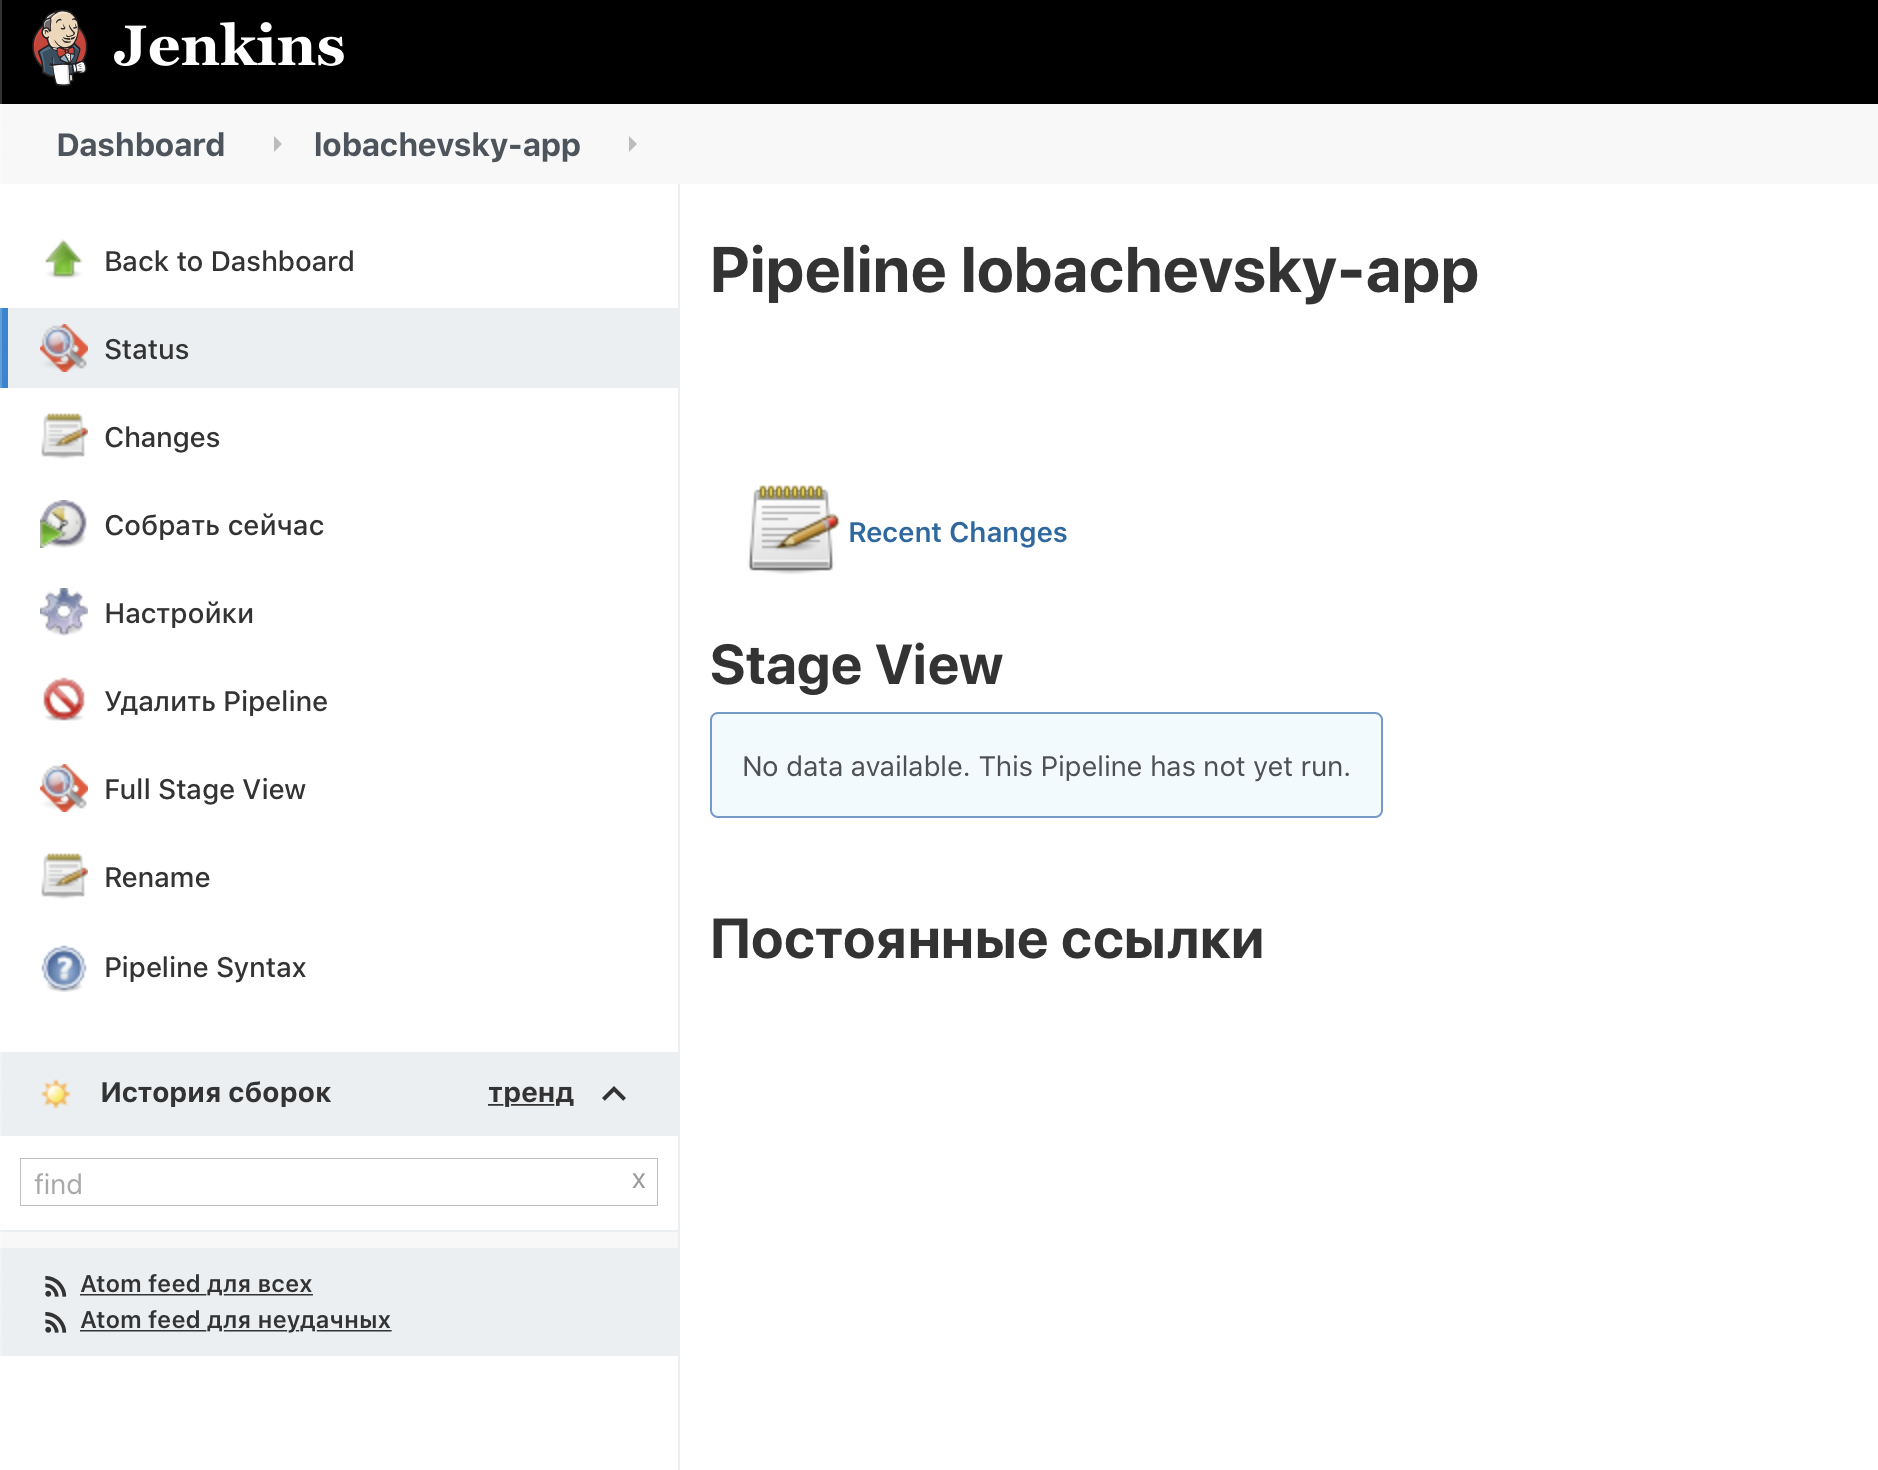 Jenkins
Dashboard
lobachevsky-app
Back to Dashboard
Status
Changes
Собрать сейчас
Настройки
Удалить Pipeline
Full Stage View
Rename
Pipeline Syntax
История сборок
тренд
find
X
Atom feed для всех
Atom feed для неудачных
Pipeline lobachevsky-app
Recent Changes
Stage View
No data available. This Pipeline has not yet run.
Постоянные ссылки